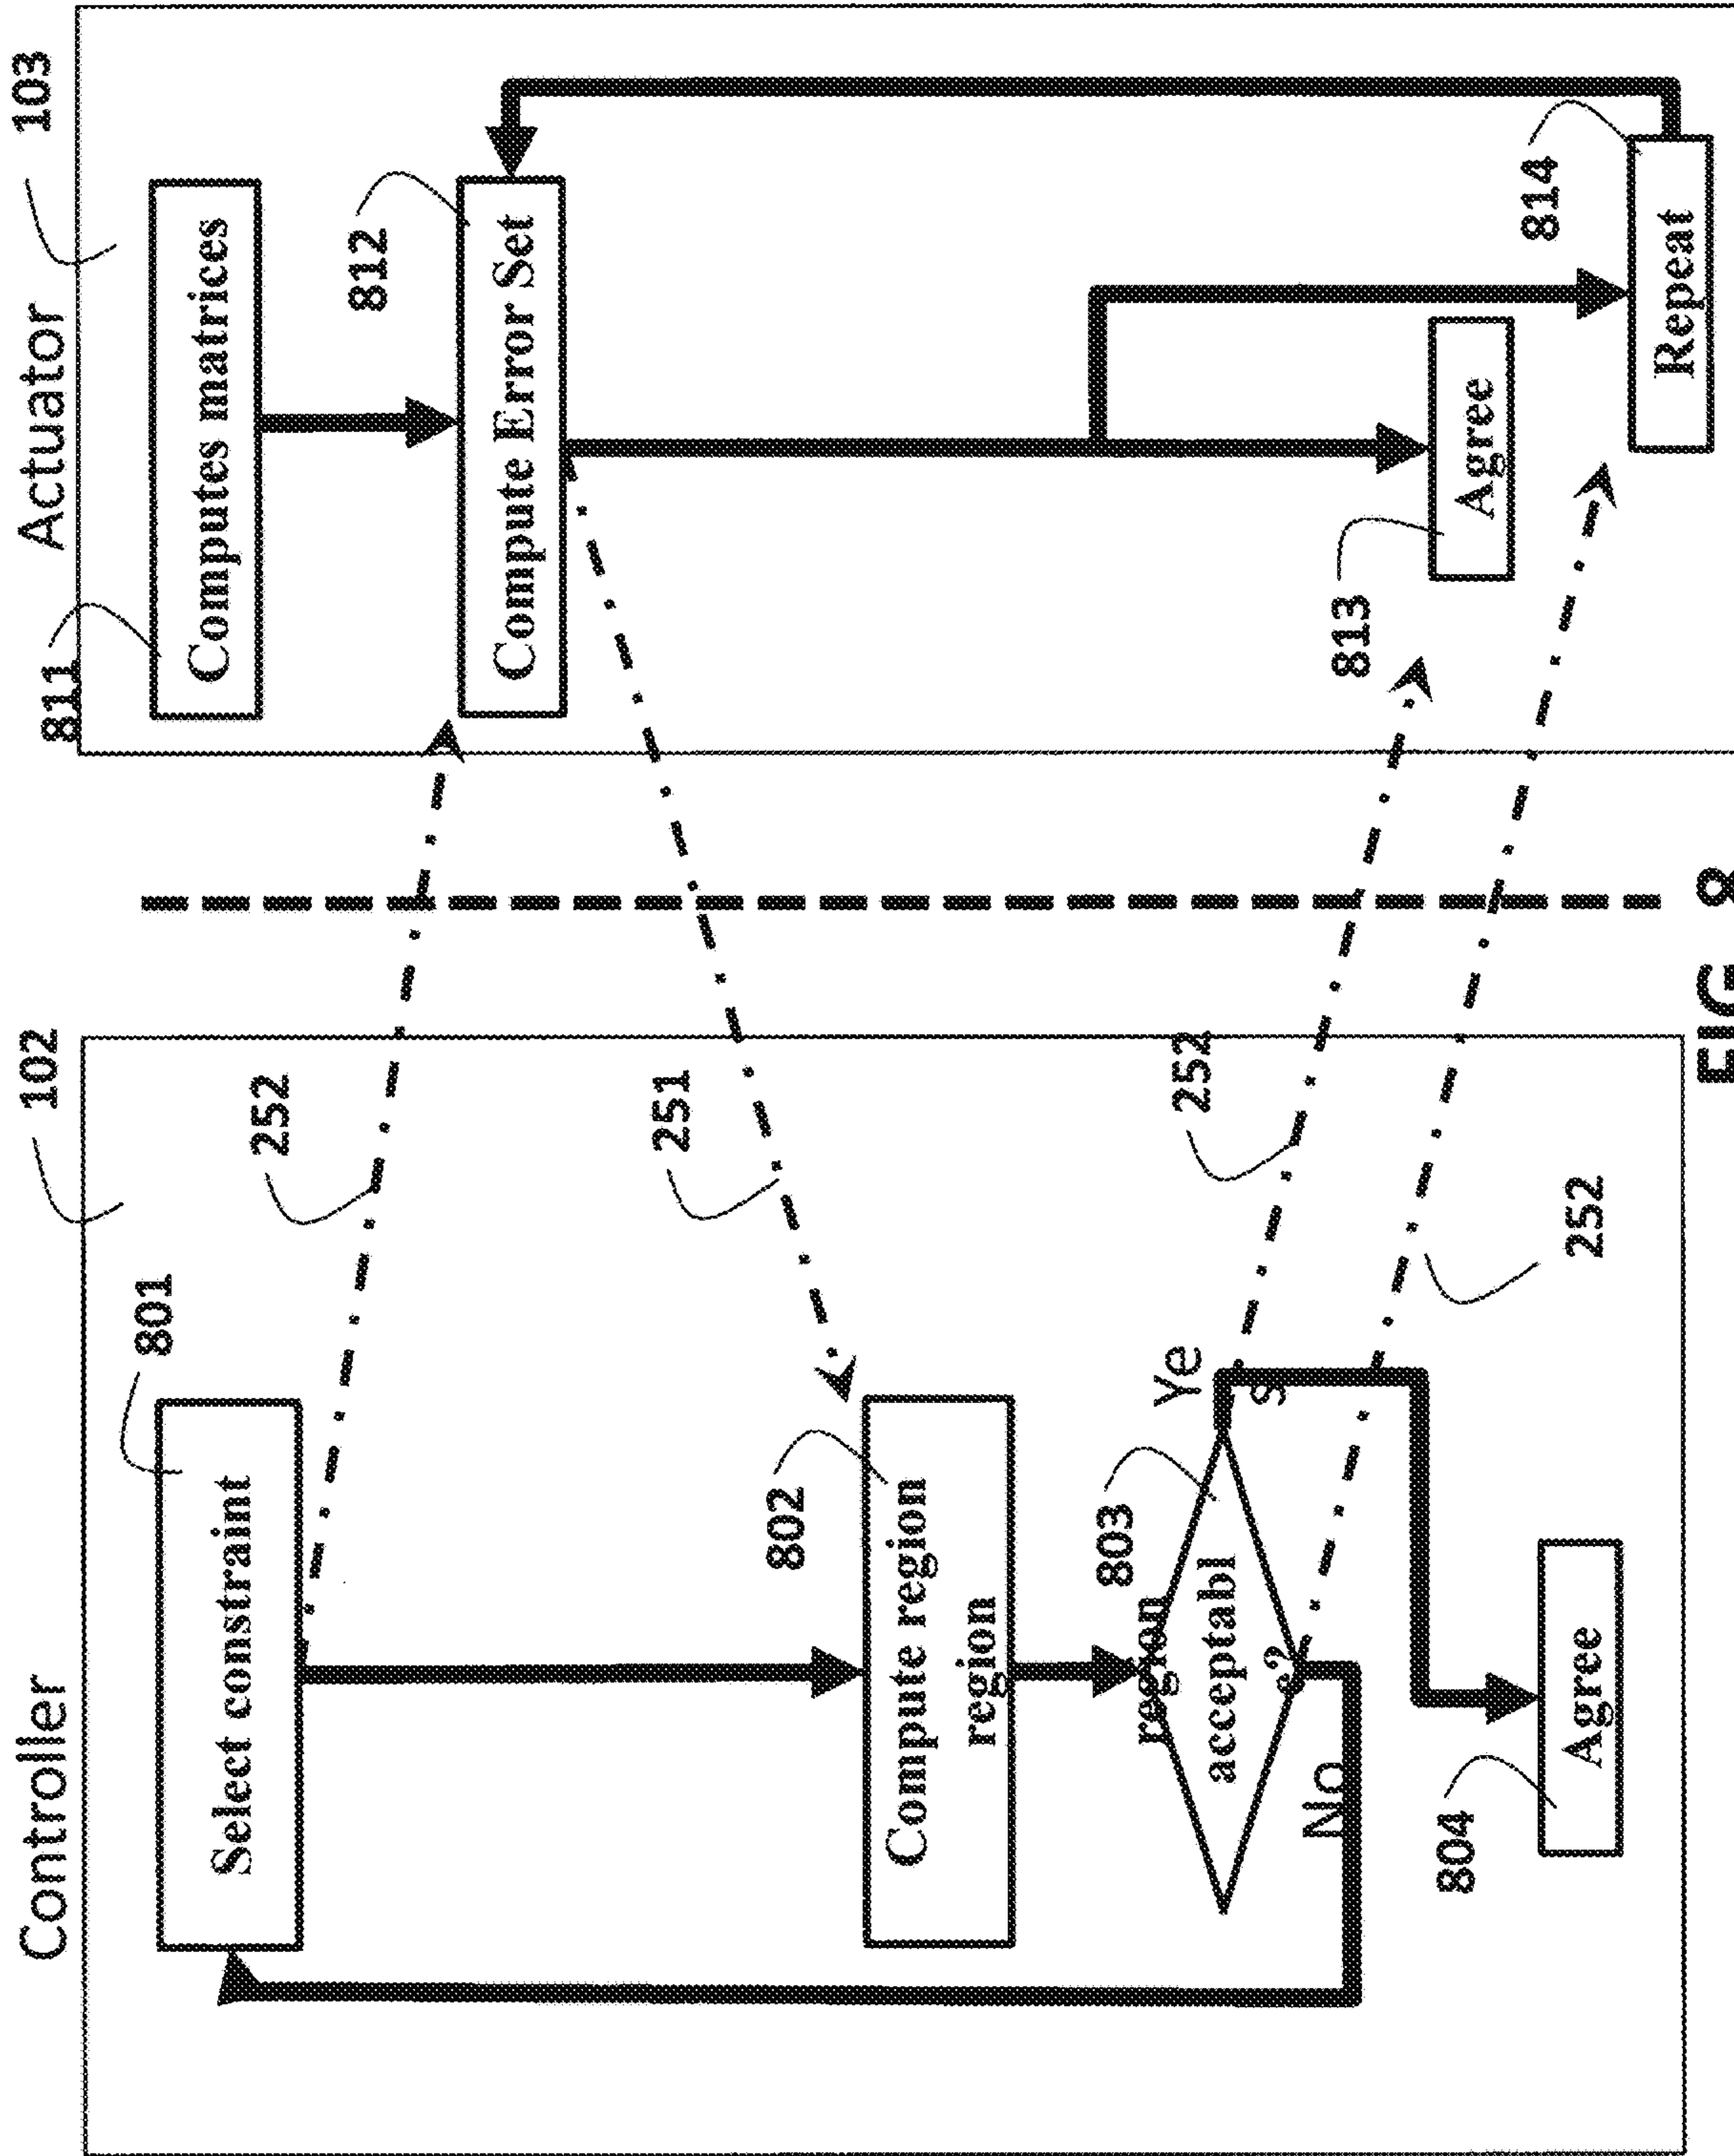 Controller
102
801
Select constraint
252
251
802
Compute region
region
803
region
acceptabl
e?
Ye
s
No
252
252
804
Agree
Actuator
103
811
Computes matrices
812
Compute Error Set
813
Agree
814
Repeat
FIG. 8